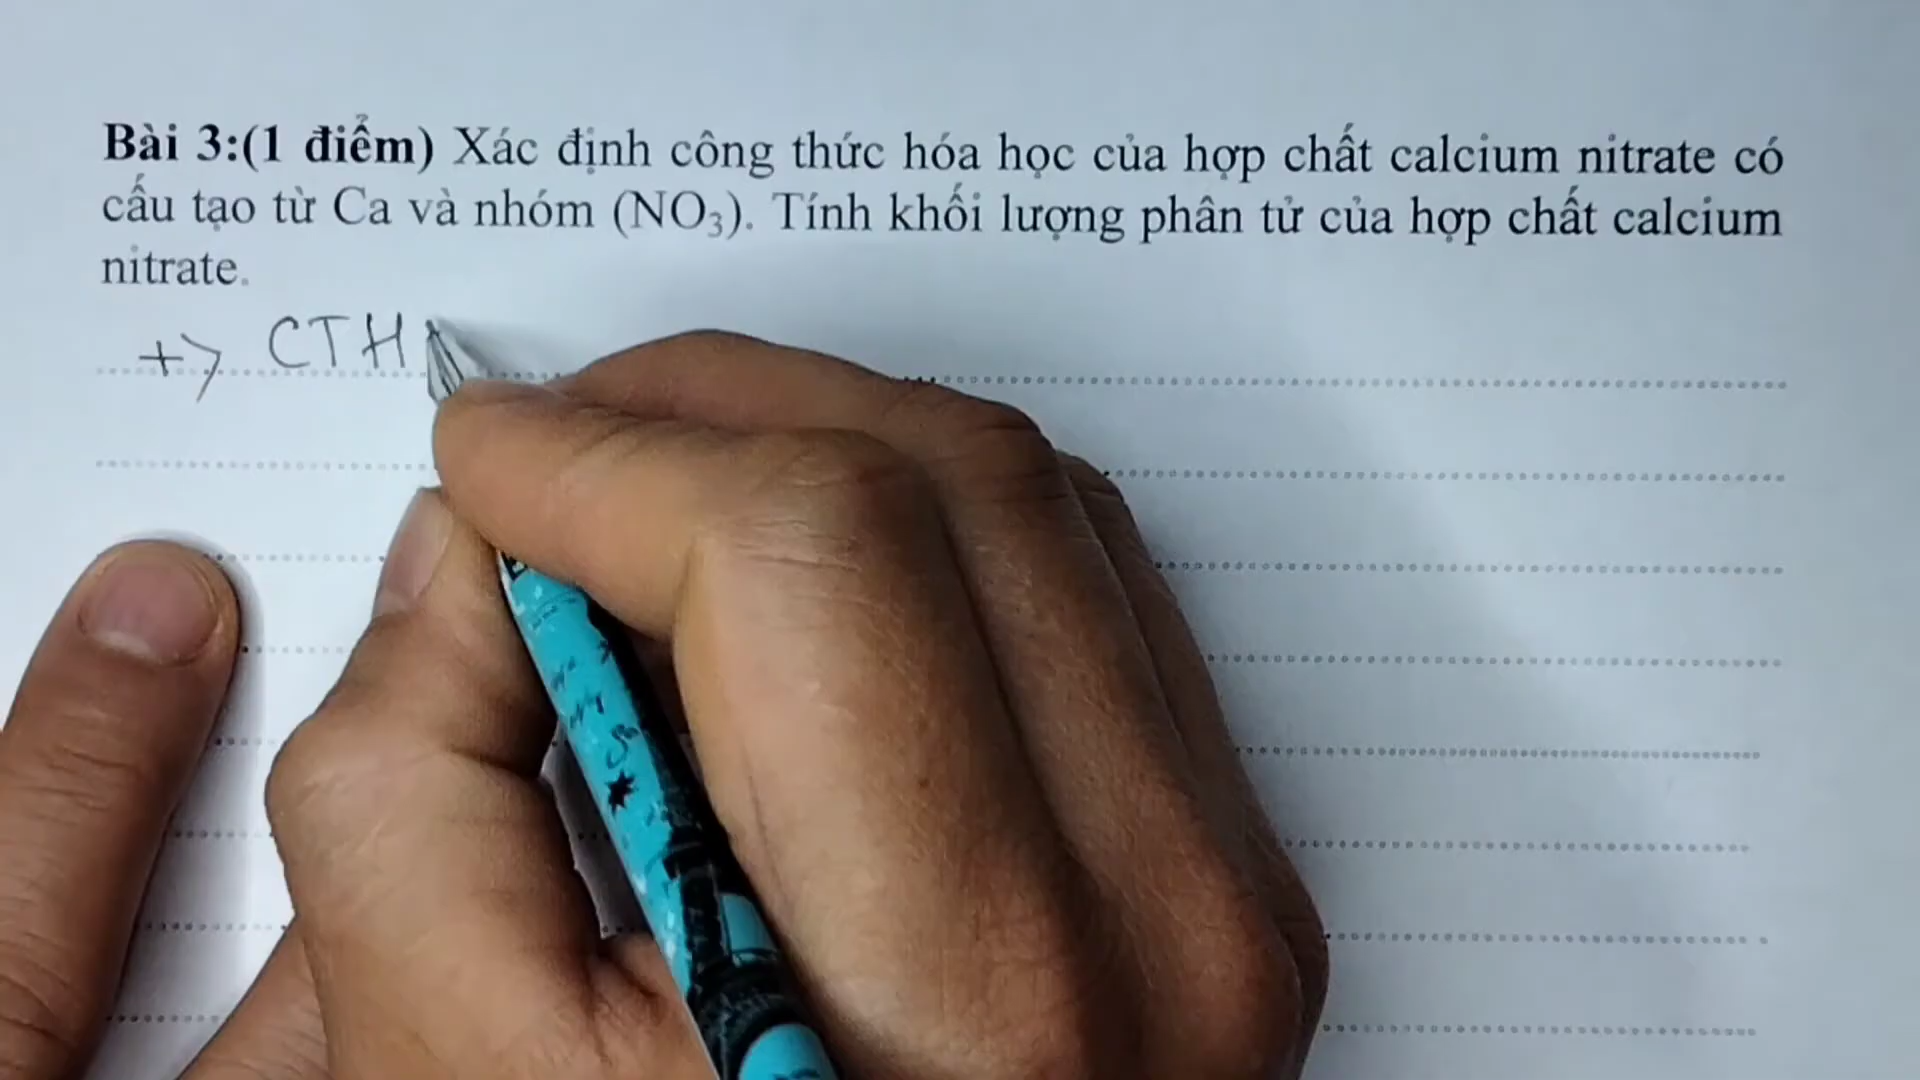 Bài 3:(1 điểm) Xác định công thức hóa học của hợp chất calcium nitrate có
cấu tạo từ Ca và nhóm (NO₃). Tính khối lượng phân tử của hợp chất calcium
nitrate.
+> CTH